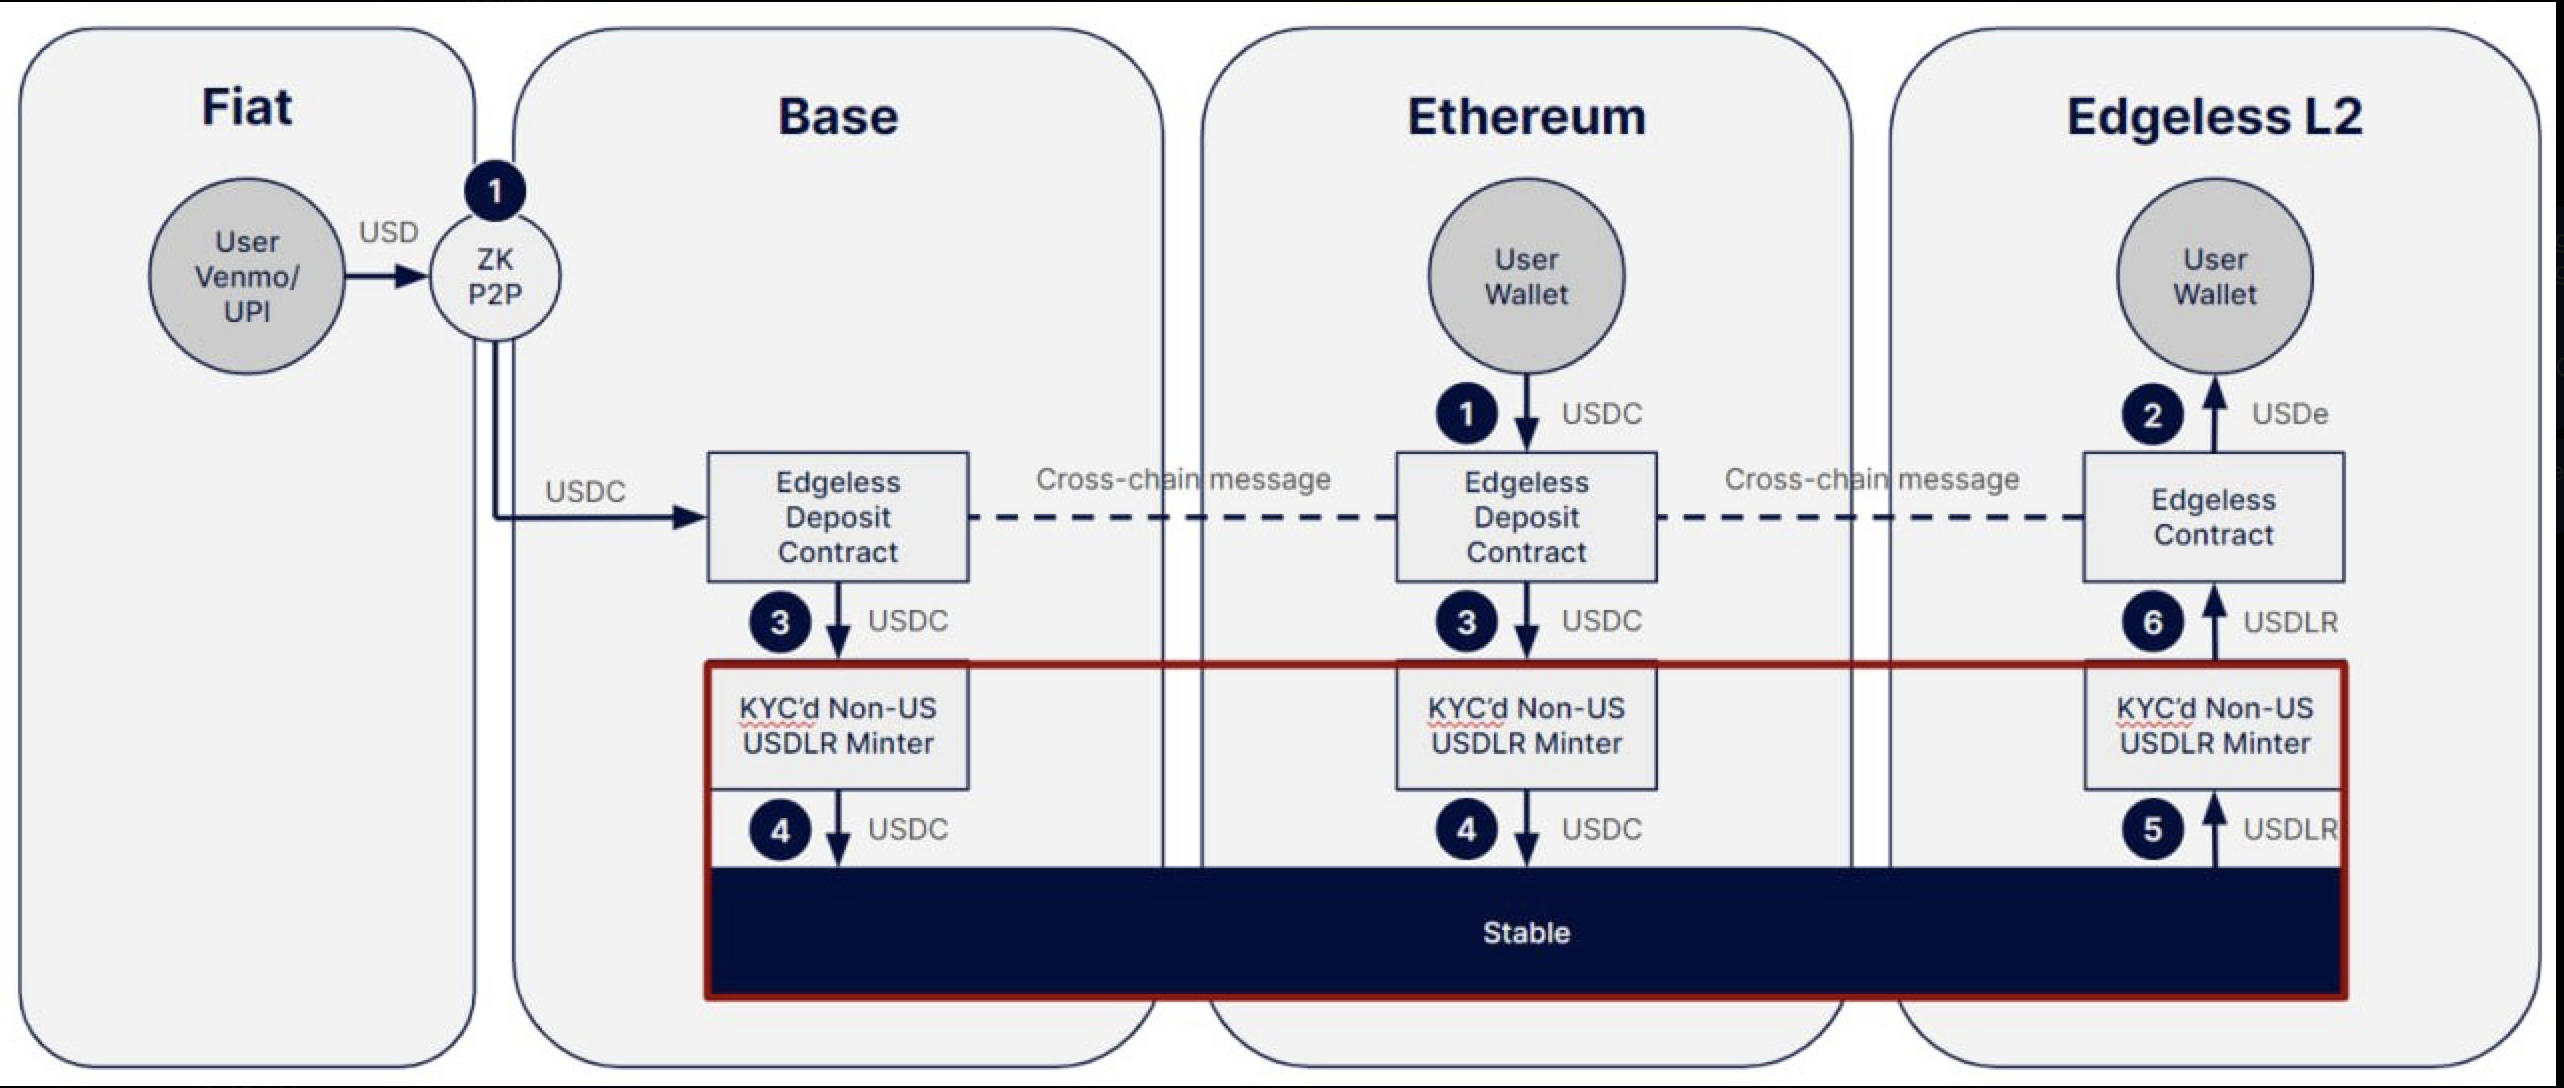 Fiat
Base
Ethereum
Edgeless L2
1
User
Venmo/
UPI
USD
ZK
P2P
User
Wallet
User
Wallet
1
USDC
2
USDe
USDC
Edgeless
Deposit
Contract
Cross-chain message
Edgeless
Deposit
Contract
Cross-chain message
Edgeless
Contract
3
USDC
3
USDC
6
USDLR
KYC’d Non-US
USDLR Minter
KYC’d Non-US
USDLR Minter
KYC’d Non-US
USDLR Minter
4
USDC
4
USDC
5
USDLR
Stable